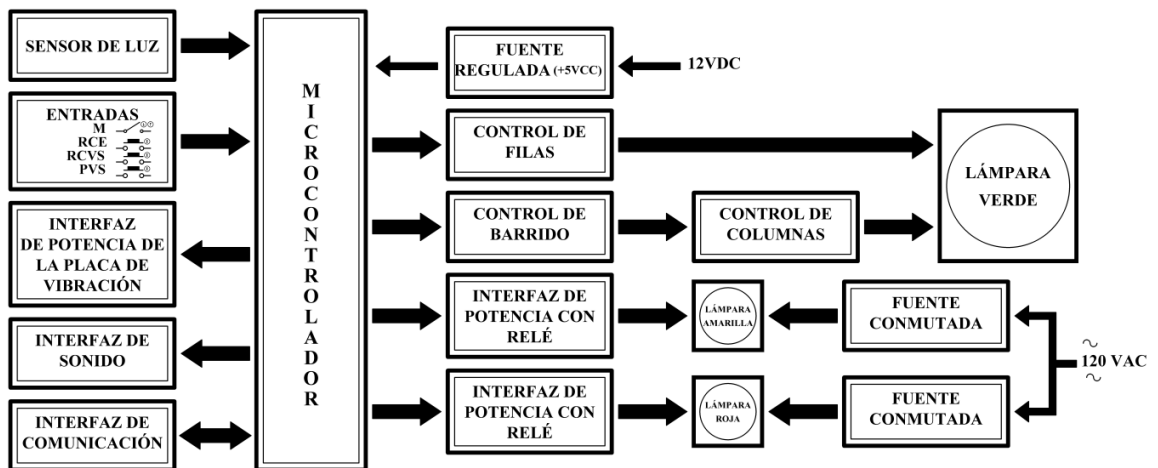 SENSOR DE LUZ
ENTRADAS
M
RCE
RCVS
PVS
INTERFAZ
DE POTENCIA DE
LA PLACA DE
VIBRACIÓN
INTERFAZ DE
SONIDO
INTERFAZ DE
COMUNICACIÓN
MICROCONTROLADOR
FUENTE
REGULADA (+5VCC)
12VDC
CONTROL DE
FILAS
LÁMPARA
VERDE
CONTROL DE
BARRIDO
CONTROL DE
COLUMNAS
INTERFAZ DE
POTENCIA CON
RELÉ
LÁMPARA
AMARILLA
FUENTE
CONMUTADA
120 VAC
INTERFAZ DE
POTENCIA CON
RELÉ
LÁMPARA
ROJA
FUENTE
CONMUTADA